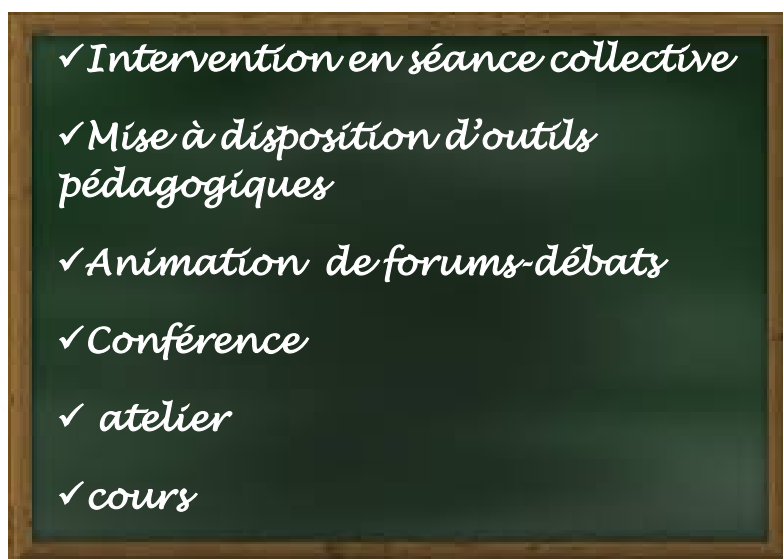 ✓Intervention en séance collective
✓Mise à disposition d’outils
pédagogiques
✓Animation de forums-débats
✓Conférence
✓ atelier
✓cours